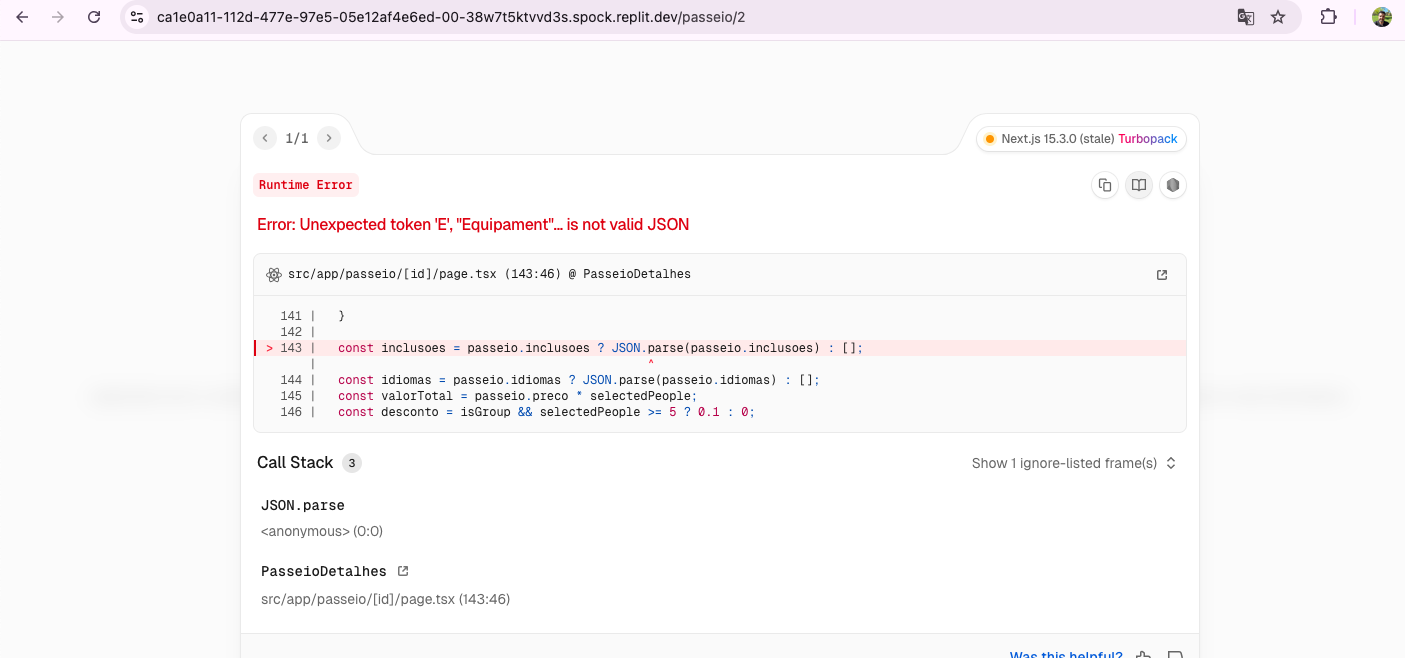 ca1e0a11-112d-477e-97e5-05e12af4e6ed-00-38w7t5ktvvd3s.spock.replit.dev/passeio/2
1/1
Next.js 15.3.0 (stale) Turbopack
Runtime Error
Error: Unexpected token 'E', "Equipament"... is not valid JSON
src/app/passeio/[id]/page.tsx (143:46) @ PasseioDetalhes
141 | }
142 |
> 143 | const inclusoes = passeio.inclusoes ? JSON.parse(passeio.inclusoes) : [];
| ^
144 | const idiomas = passeio.idiomas ? JSON.parse(passeio.idiomas) : [];
145 | const valorTotal = passeio.preco * selectedPeople;
146 | const desconto = isGroup && selectedPeople >= 5 ? 0.1 : 0;
Call Stack 3
Show 1 ignore-listed frame(s)
JSON.parse
<anonymous> (0:0)
PasseioDetalhes
src/app/passeio/[id]/page.tsx (143:46)
Was this helpful?